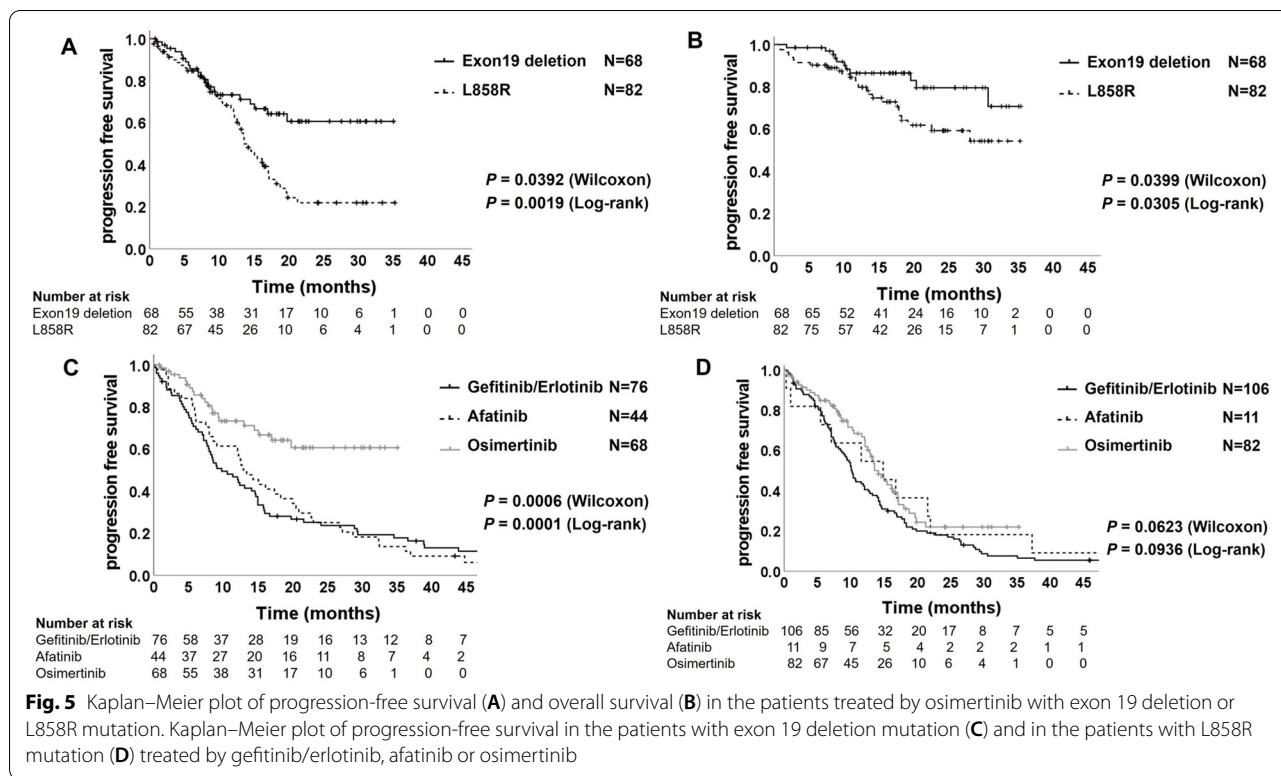 A
progression free survival
1.0
0.8
0.6
0.4
0.2
0.0
0 5 10 15 20 25 30 35 40 45
Time (months)
Exon19 deletion N=68
L858R N=82
P = 0.0392 (Wilcoxon)
P = 0.0019 (Log-rank)
Number at risk
Exon19 deletion 68 55 38 31 17 10 6 1 0 0
L858R 82 67 45 26 10 6 4 1 0 0
B
progression free survival
1.0
0.8
0.6
0.4
0.2
0.0
0 5 10 15 20 25 30 35 40 45
Time (months)
Exon19 deletion N=68
L858R N=82
P = 0.0399 (Wilcoxon)
P = 0.0305 (Log-rank)
Number at risk
Exon19 deletion 68 65 52 41 24 16 10 2 0 0
L858R 82 75 57 42 26 15 7 1 0 0
C
progression free survival
1.0
0.8
0.6
0.4
0.2
0.0
0 5 10 15 20 25 30 35 40 45
Time (months)
Gefitinib/Erlotinib N=76
Afatinib N=44
Osimertinib N=68
P = 0.0006 (Wilcoxon)
P = 0.0001 (Log-rank)
Number at risk
Gefitinib/Erlotinib 76 58 37 28 19 16 13 12 8 7
Afatinib 44 37 27 20 16 11 8 7 4 2
Osimertinib 68 55 38 31 17 10 6 1 0 0
D
progression free survival
1.0
0.8
0.6
0.4
0.2
0.0
0 5 10 15 20 25 30 35 40 45
Time (months)
Gefitinib/Erlotinib N=106
Afatinib N=11
Osimertinib N=82
P = 0.0623 (Wilcoxon)
P = 0.0936 (Log-rank)
Number at risk
Gefitinib/Erlotinib 106 85 56 32 20 17 8 7 5 5
Afatinib 11 9 7 5 4 2 2 2 1 1
Osimertinib 82 67 45 26 10 6 4 1 0 0
Fig. 5 Kaplan–Meier plot of progression-free survival (A) and overall survival (B) in the patients treated by osimertinib with exon 19 deletion or
L858R mutation. Kaplan–Meier plot of progression-free survival in the patients with exon 19 deletion mutation (C) and in the patients with L858R
mutation (D) treated by gefitinib/erlotinib, afatinib or osimertinib